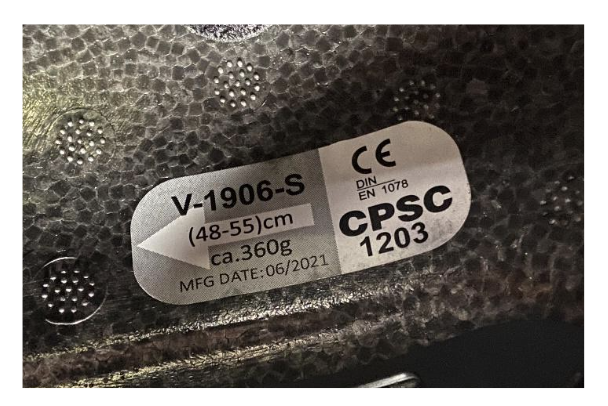 V-1906-S
(48-55)cm
ca.360g
MFG DATE:06/2021
CE
DIN
EN 1078
CPSC
1203